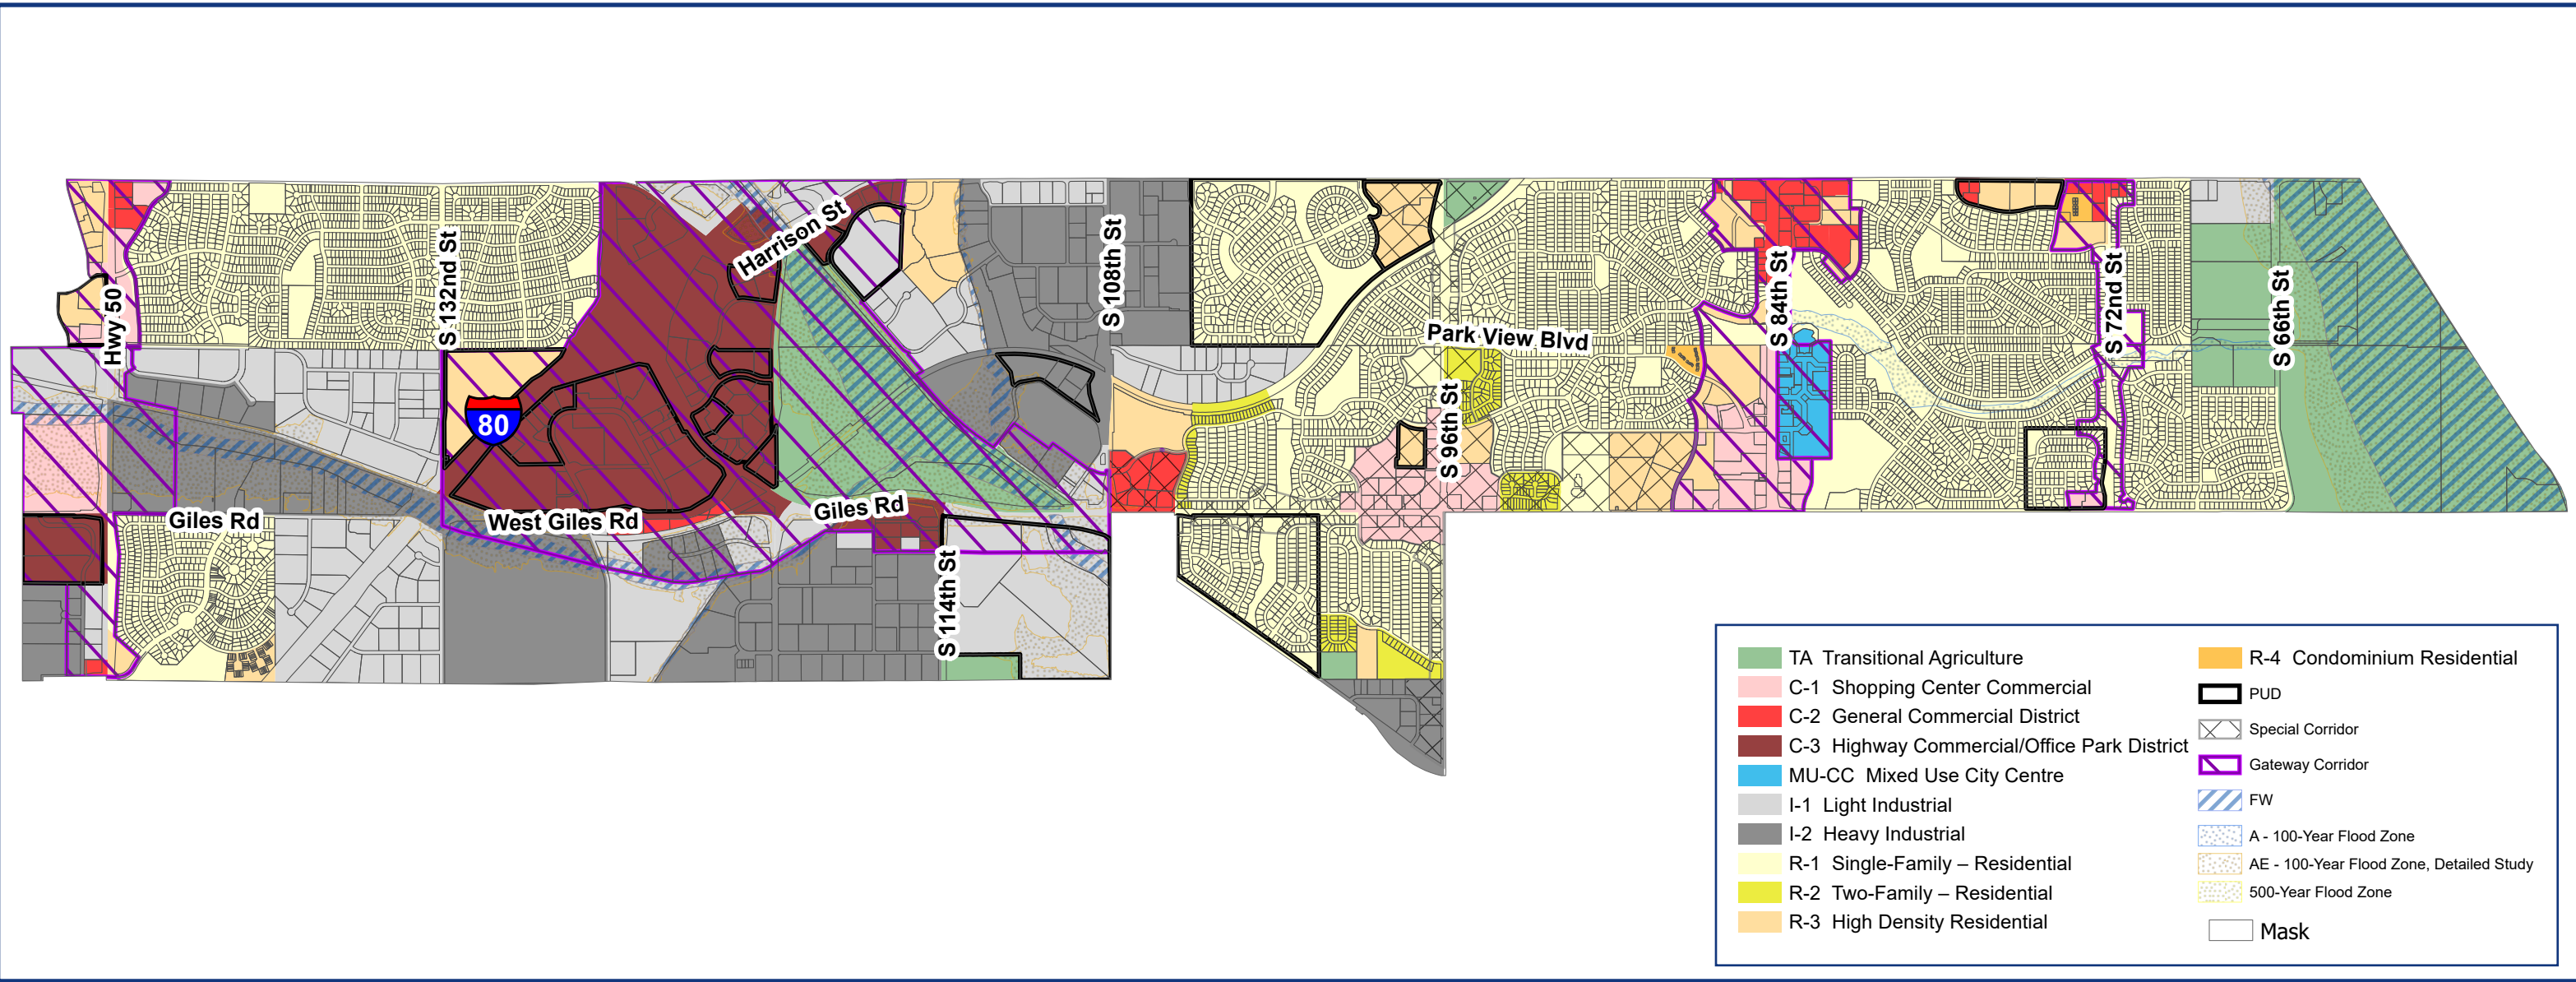 Harrison St
S 132nd St
S 108th St
Hwy 50
S 84th St
S 72nd St
S 66th St
Park View Blvd
80
S 96th St
Giles Rd
West Giles Rd
Giles Rd
S 114th St
TA Transitional Agriculture
C-1 Shopping Center Commercial
C-2 General Commercial District
C-3 Highway Commercial/Office Park District
MU-CC Mixed Use City Centre
I-1 Light Industrial
I-2 Heavy Industrial
R-1 Single-Family – Residential
R-2 Two-Family – Residential
R-3 High Density Residential
R-4 Condominium Residential
PUD
Special Corridor
Gateway Corridor
FW
A - 100-Year Flood Zone
AE - 100-Year Flood Zone, Detailed Study
500-Year Flood Zone
Mask